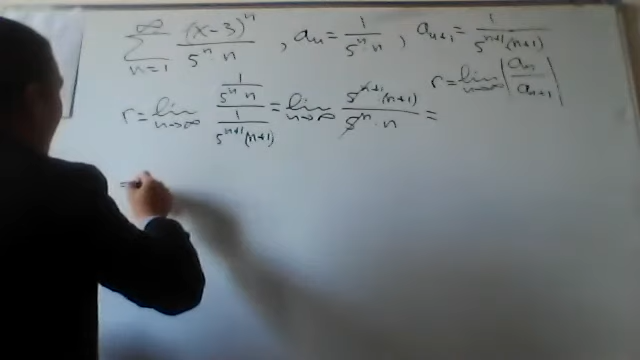 ∑_{n=1}^{∞} (x-3)^n / (5^n · n) , a_n = 1 / (5^n · n) , a_{n+1} = 1 / (5^{n+1}(n+1))
r = lim_{n→∞} |a_n / a_{n+1}|
r = lim_{n→∞} (1 / (5^n · n)) / (1 / (5^{n+1}(n+1))) = lim_{n→∞} 5^{n+1}(n+1) / (5^n · n) =
=